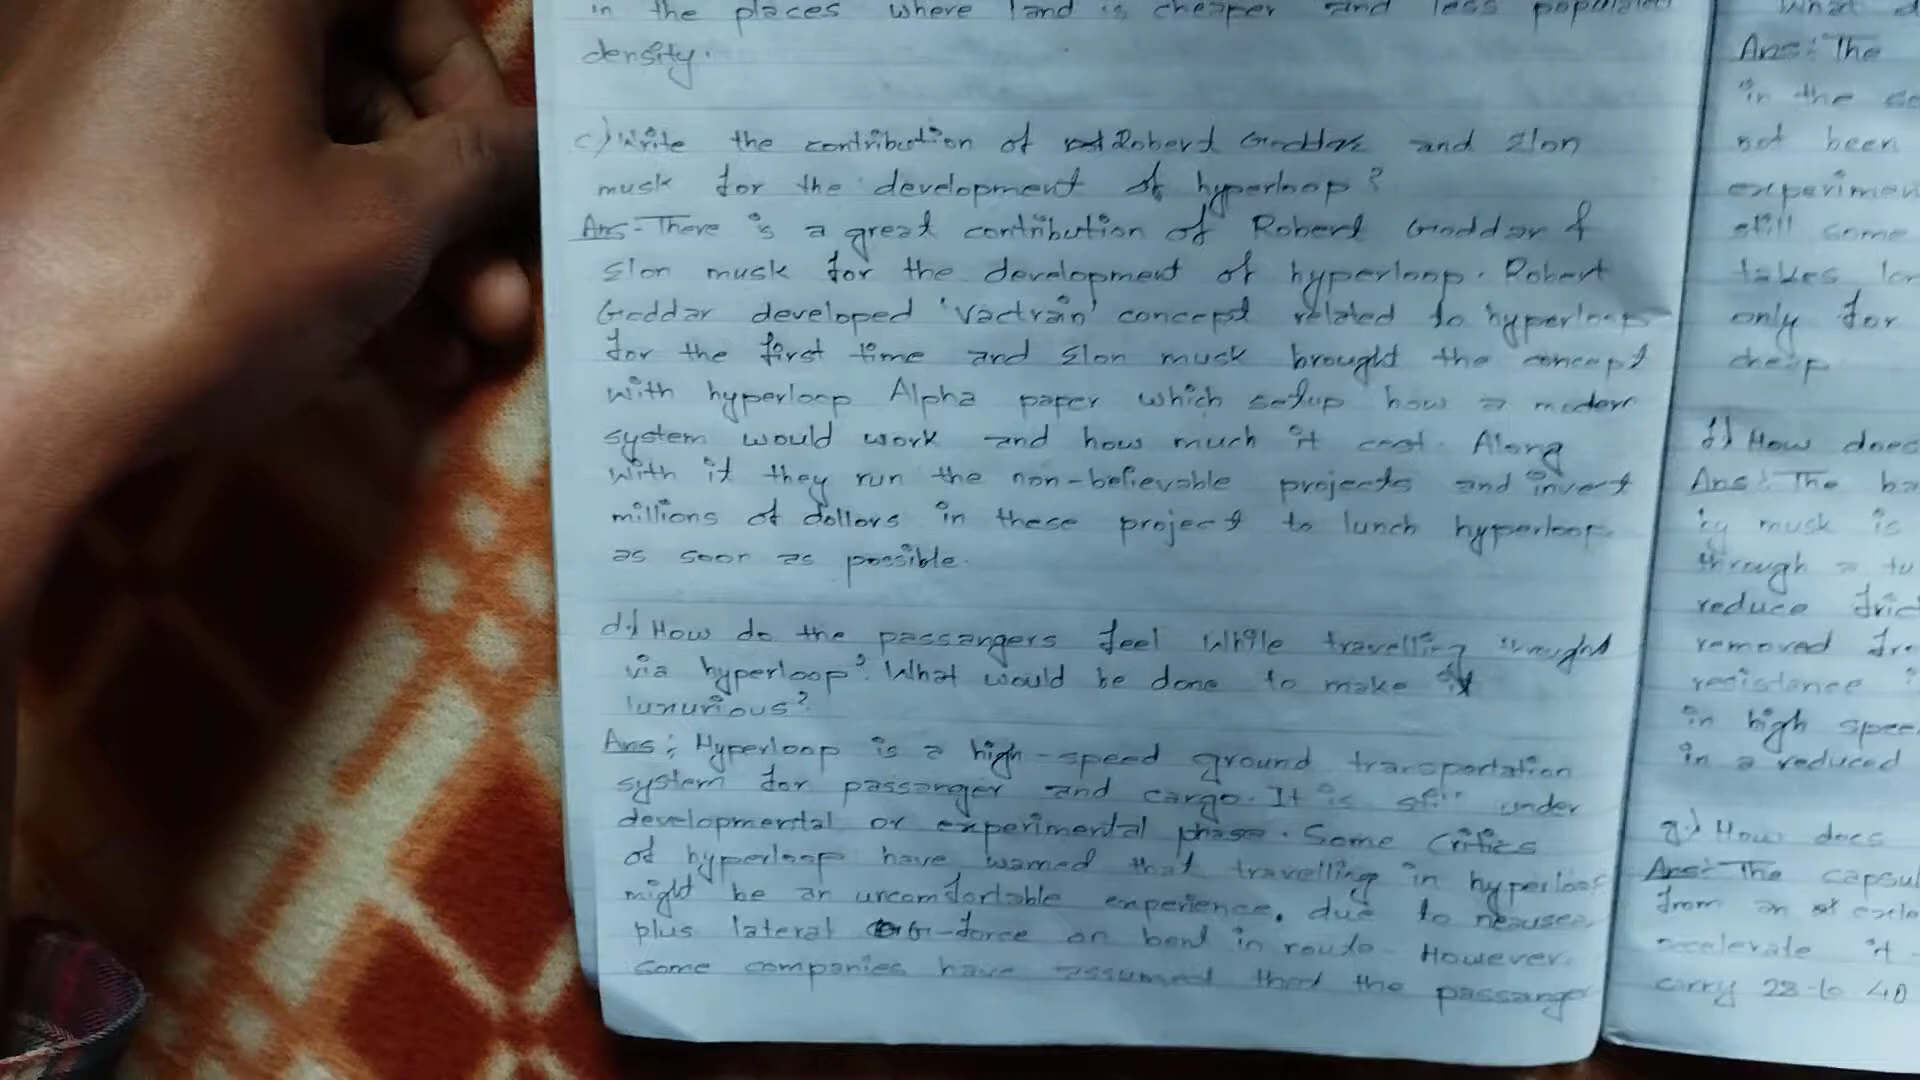 in the places where land is cheaper and less populated
density.
c) Write the contribution of Robert Goddar and Elon
musk for the development of hyperloop?
Ans:- There is a great contribution of Robert Goddar &
Elon musk for the development of hyperloop. Robert
Goddar developed 'Vactrain' concept related to hyperloop
for the first time and Elon musk brought the concept
with hyperloop Alpha paper which setup how a modern
system would work and how much it cost. Along
with it they run the non-believable projects and invest
millions of dollors in these project to lunch hyperloop
as soon as possible.
d.) How do the passangers feel while travelling
via hyperloop? What would be done to make it
luxurious?
Ans: Hyperloop is a high-speed ground transportation
system for passanger and cargo. It is still under
developmental or experimental phase. Some critics
of hyperloop have warned that travelling in hyperloop
might be an uncomfortable experience, due to nausea
plus lateral G-force on bend in route. However,
some companies have assumed that the passange
What d
Ans: The
in the
not been
experimen
still some
takes lon
only for
cheap
f.) How does
Ans: The ba
by musk is
through a tu
reduce fric
removed fro
resistance
in high spee
in a reduced
g.) How does
Ans:- The capsul
from an
accelerate it
carry 28 to 40